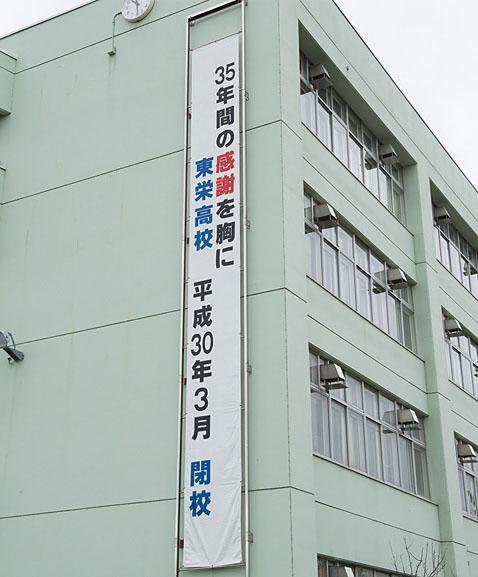 35年間の感謝を胸に
東栄高校 平成30年3月 閉校